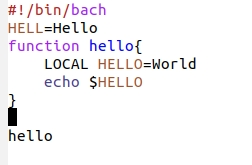 #!/bin/bach
HELL=Hello
function hello{
    LOCAL HELLO=World
    echo $HELLO
}
hello